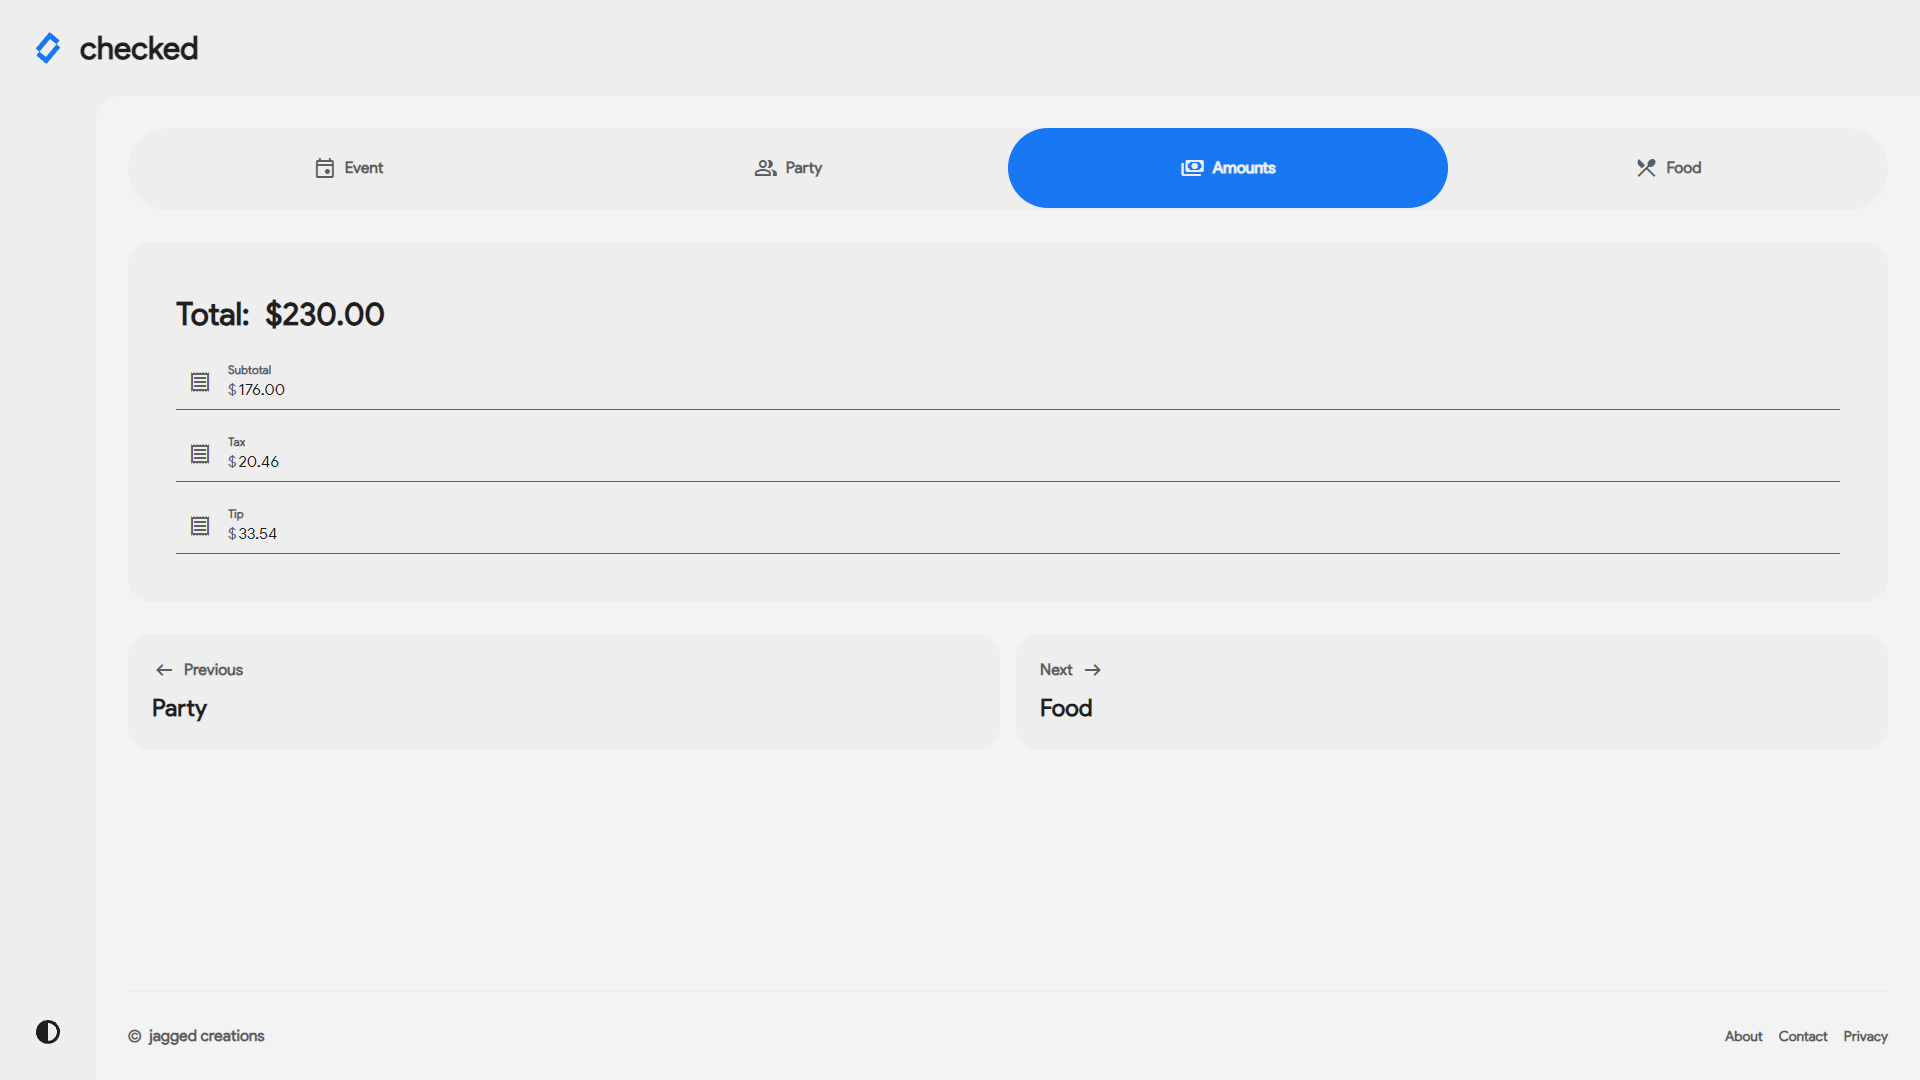 checked
Event
Party
Amounts
Food
Total: $230.00
Subtotal
$176.00
Tax
$20.46
Tip
$33.54
Previous
Party
Next
Food
© jagged creations
About
Contact
Privacy